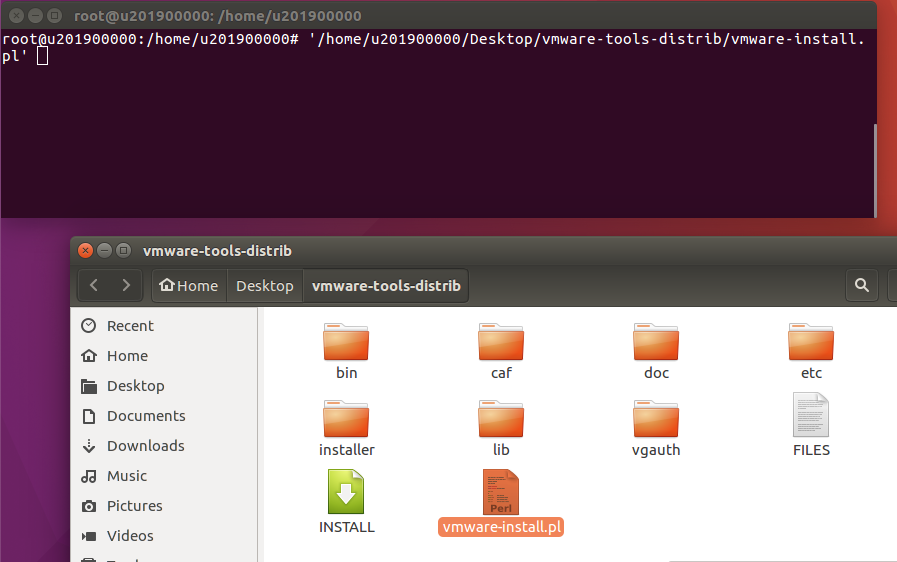 root@u201900000: /home/u201900000
root@u201900000:/home/u201900000# '/home/u201900000/Desktop/vmware-tools-distrib/vmware-install.
pl'
vmware-tools-distrib
Home Desktop vmware-tools-distrib
Recent
Home
Desktop
Documents
Downloads
Music
Pictures
Videos
bin caf doc etc
installer lib vgauth FILES
INSTALL vmware-install.pl
Perl